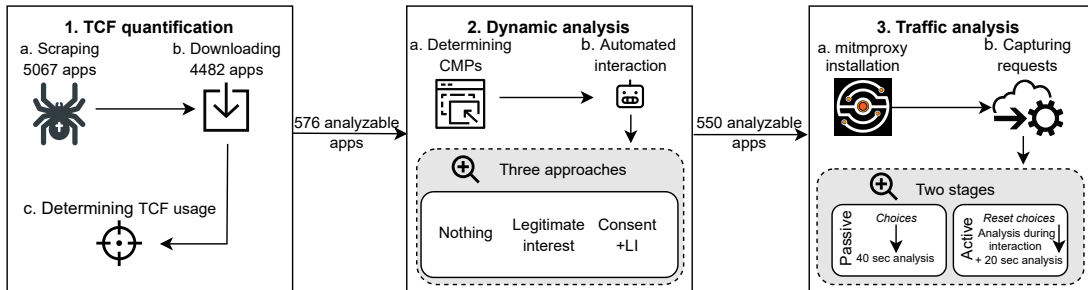 1. TCF quantification
a. Scraping
5067 apps
b. Downloading
4482 apps
c. Determining TCF usage
576 analyzable
apps
2. Dynamic analysis
a. Determining
CMPs
b. Automated
interaction
Three approaches
Nothing
Legitimate
interest
Consent
+LI
550 analyzable
apps
3. Traffic analysis
a. mitmproxy
installation
b. Capturing
requests
Two stages
Passive
Choices
40 sec analysis
Active
Reset choices
Analysis during
interaction
+ 20 sec analysis